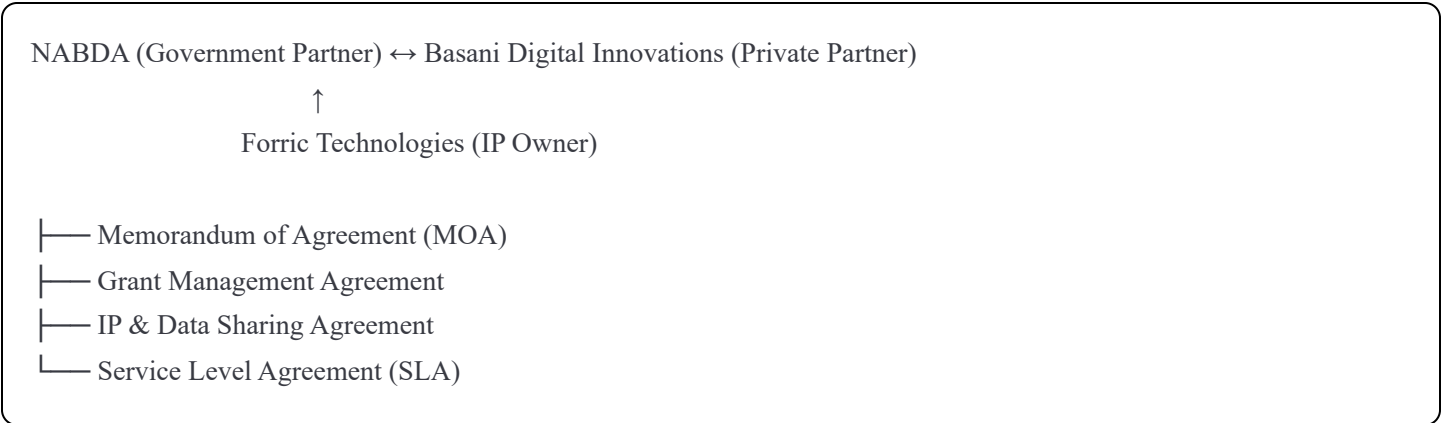 NABDA (Government Partner) ↔ Basani Digital Innovations (Private Partner)
↑
Forric Technologies (IP Owner)
├── Memorandum of Agreement (MOA)
├── Grant Management Agreement
├── IP & Data Sharing Agreement
└── Service Level Agreement (SLA)